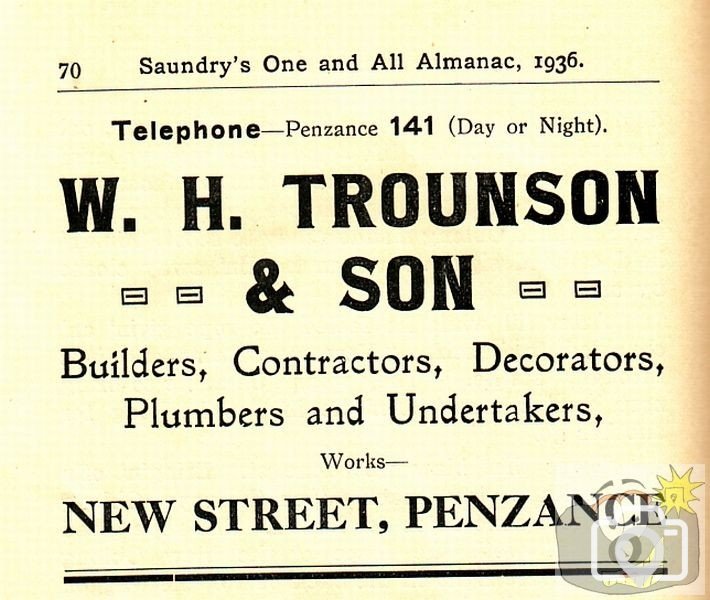 70 Saundry's One and All Almanac, 1936.
Telephone—Penzance 141 (Day or Night).
W. H. TROUNSON
& SON
Builders, Contractors, Decorators,
Plumbers and Undertakers,
Works—
NEW STREET, PENZANCE